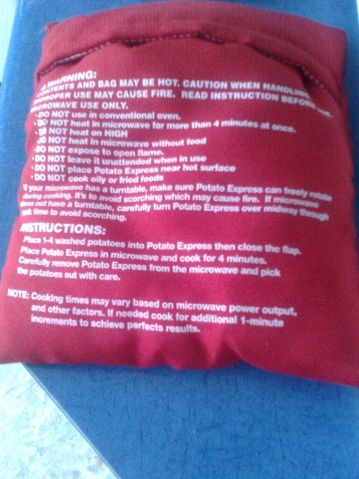 WARNING:
CONTENTS AND BAG MAY BE HOT. CAUTION WHEN HANDLING
IMPROPER USE MAY CAUSE FIRE. READ INSTRUCTION BEFORE
MICROWAVE USE ONLY.
• DO NOT use in conventional oven.
• DO NOT heat in microwave for more than 4 minutes at once.
• DO NOT heat on HIGH
• DO NOT heat in microwave without food
• DO NOT expose to open flame.
• DO NOT leave it unattended when in use
• DO NOT place Potato Express near hot surface
• DO NOT cook oily or fried foods
If your microwave has a turntable, make sure Potato Express can freely rotate
during cooking. It's to avoid scorching which may cause fire. If microwave
does not have a turntable, carefully turn Potato Express over midway through
cook time to avoid scorching.
INSTRUCTIONS:
Place 1-4 washed potatoes into Potato Express then close the flap.
Place Potato Express in microwave and cook for 4 minutes.
Carefully remove Potato Express from the microwave and pick
the potatoes out with care.
NOTE: Cooking times may vary based on microwave power output,
and other factors. If needed cook for additional 1-minute
increments to achieve perfects results.